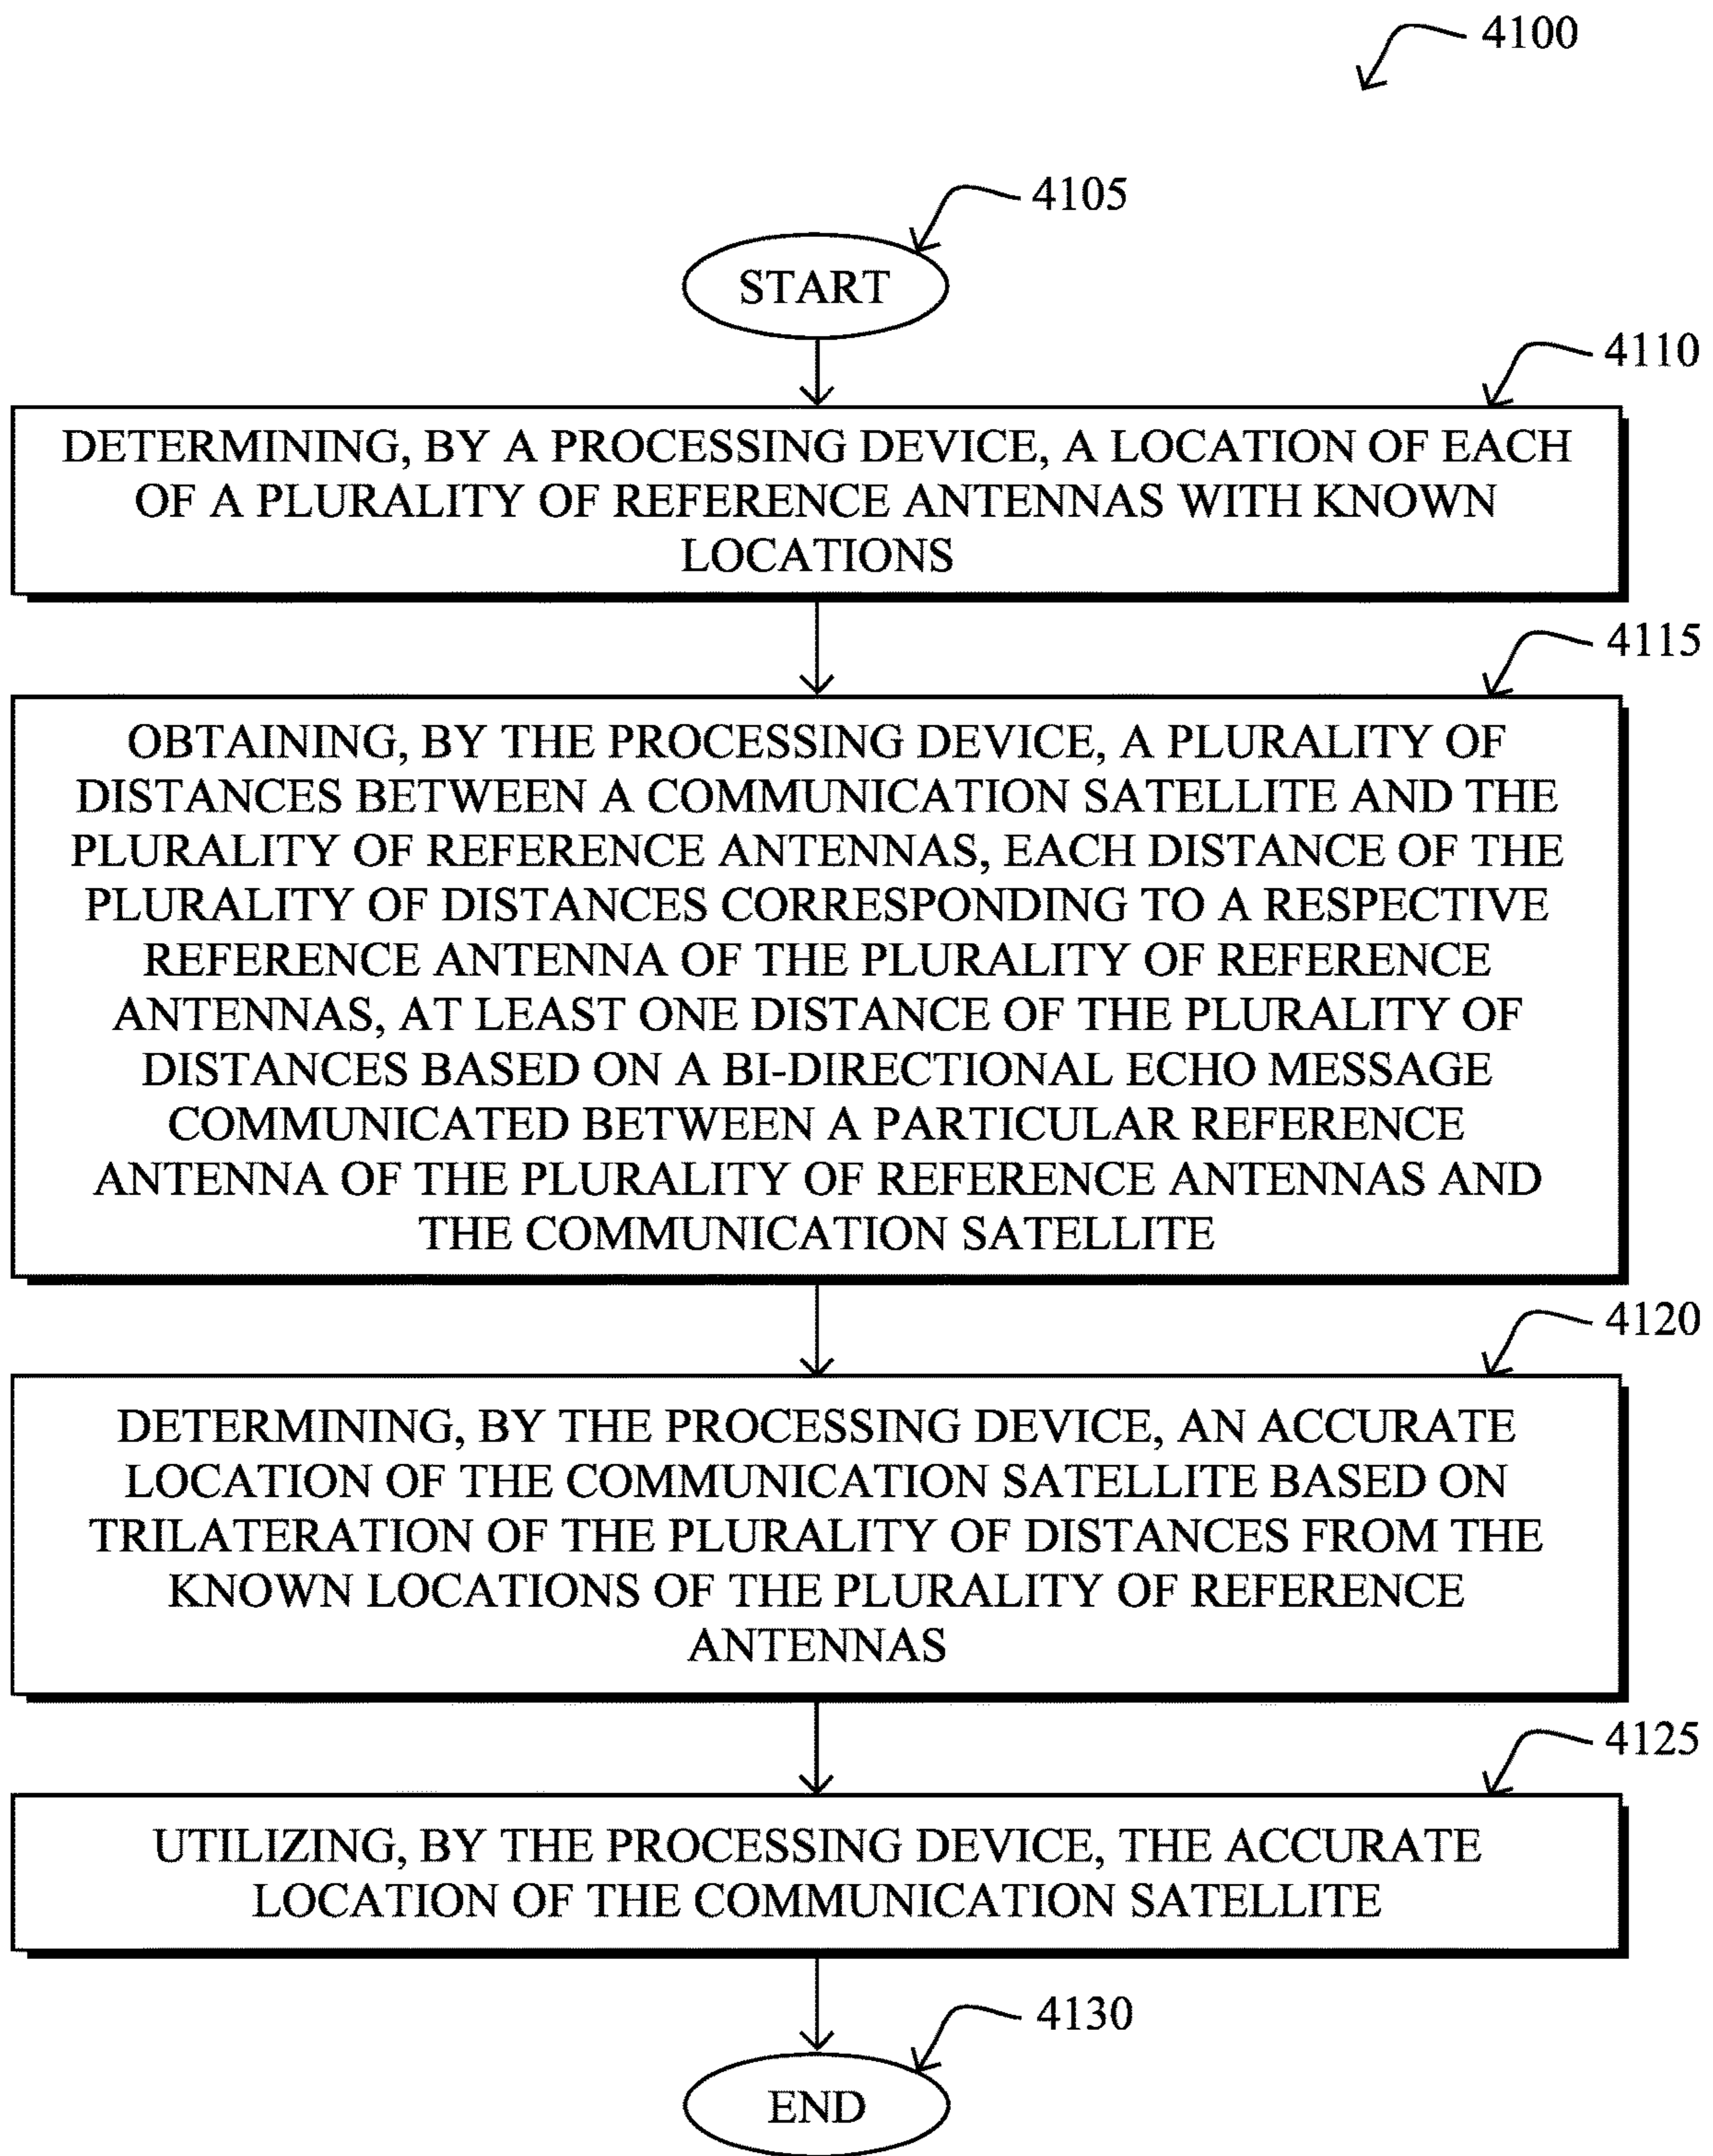 4100
4105
START
4110
DETERMINING, BY A PROCESSING DEVICE, A LOCATION OF EACH
OF A PLURALITY OF REFERENCE ANTENNAS WITH KNOWN
LOCATIONS
4115
OBTAINING, BY THE PROCESSING DEVICE, A PLURALITY OF
DISTANCES BETWEEN A COMMUNICATION SATELLITE AND THE
PLURALITY OF REFERENCE ANTENNAS, EACH DISTANCE OF THE
PLURALITY OF DISTANCES CORRESPONDING TO A RESPECTIVE
REFERENCE ANTENNA OF THE PLURALITY OF REFERENCE
ANTENNAS, AT LEAST ONE DISTANCE OF THE PLURALITY OF
DISTANCES BASED ON A BI-DIRECTIONAL ECHO MESSAGE
COMMUNICATED BETWEEN A PARTICULAR REFERENCE
ANTENNA OF THE PLURALITY OF REFERENCE ANTENNAS AND
THE COMMUNICATION SATELLITE
4120
DETERMINING, BY THE PROCESSING DEVICE, AN ACCURATE
LOCATION OF THE COMMUNICATION SATELLITE BASED ON
TRILATERATION OF THE PLURALITY OF DISTANCES FROM THE
KNOWN LOCATIONS OF THE PLURALITY OF REFERENCE
ANTENNAS
4125
UTILIZING, BY THE PROCESSING DEVICE, THE ACCURATE
LOCATION OF THE COMMUNICATION SATELLITE
4130
END